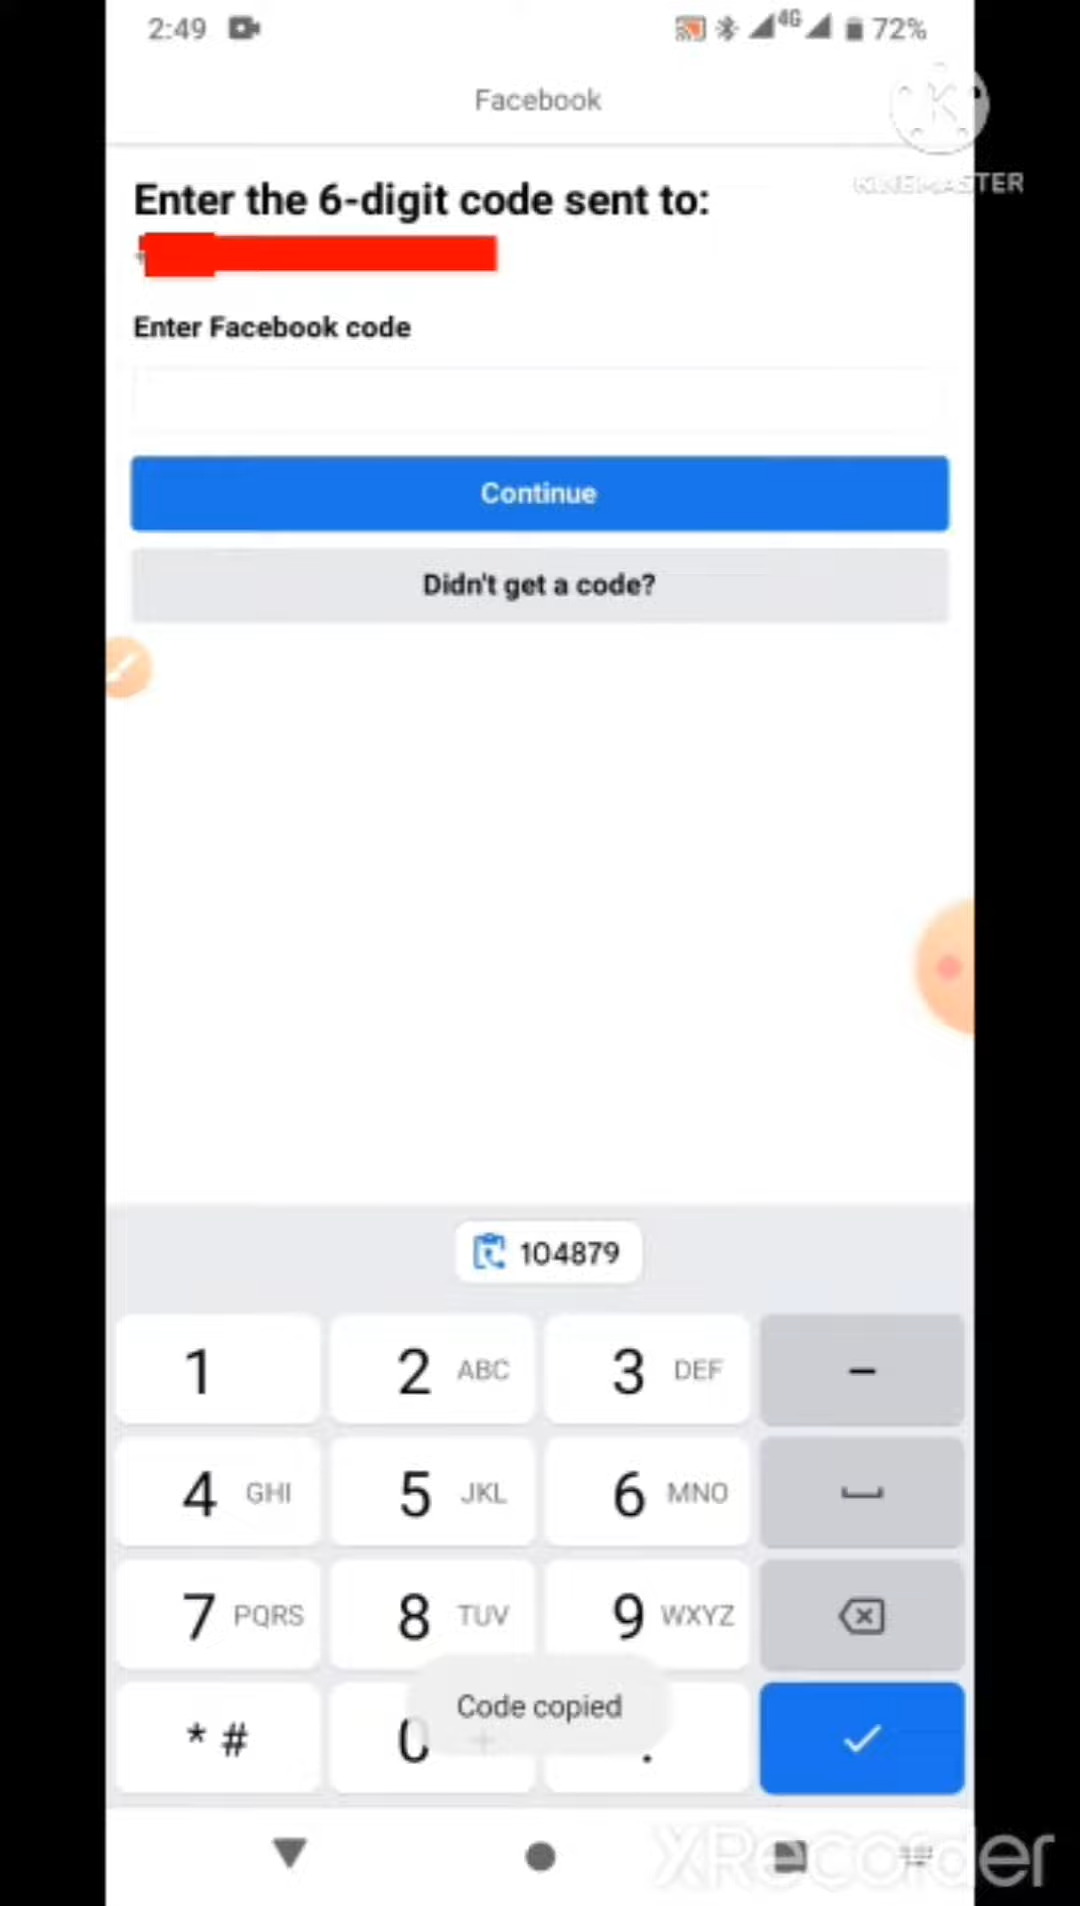 2:49 4G 72%
Facebook
KINEMASTER
Enter the 6-digit code sent to:
Enter Facebook code
Continue
Didn't get a code?
104879
1 2 ABC 3 DEF -
4 GHI 5 JKL 6 MNO
7 PQRS 8 TUV 9 WXYZ
Code copied
* # 0 + .
XRecorder